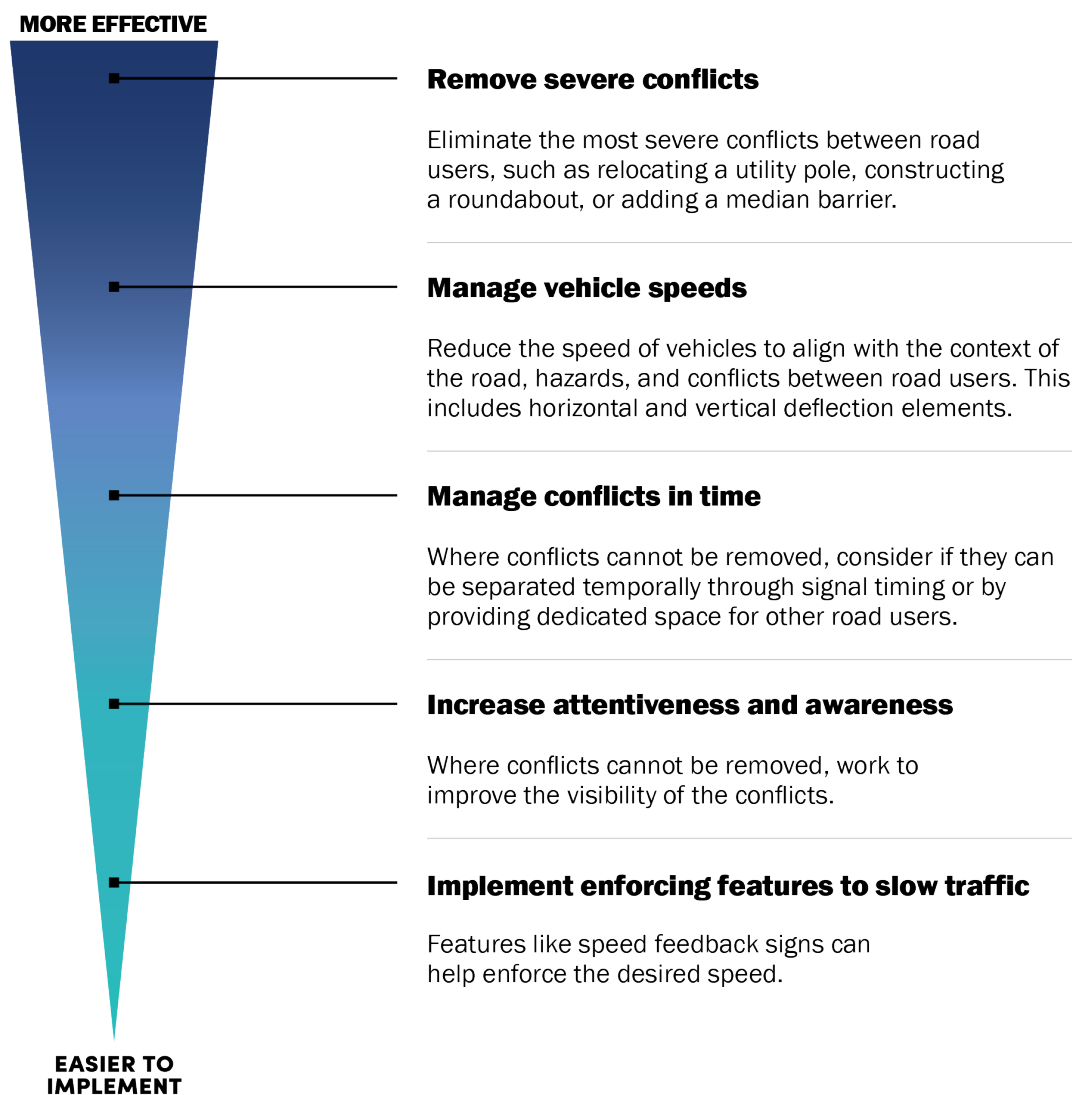 MORE EFFECTIVE
Remove severe conflicts
Eliminate the most severe conflicts between road
users, such as relocating a utility pole, constructing
a roundabout, or adding a median barrier.
Manage vehicle speeds
Reduce the speed of vehicles to align with the context of
the road, hazards, and conflicts between road users. This
includes horizontal and vertical deflection elements.
Manage conflicts in time
Where conflicts cannot be removed, consider if they can
be separated temporally through signal timing or by
providing dedicated space for other road users.
Increase attentiveness and awareness
Where conflicts cannot be removed, work to
improve the visibility of the conflicts.
Implement enforcing features to slow traffic
Features like speed feedback signs can
help enforce the desired speed.
EASIER TO
IMPLEMENT